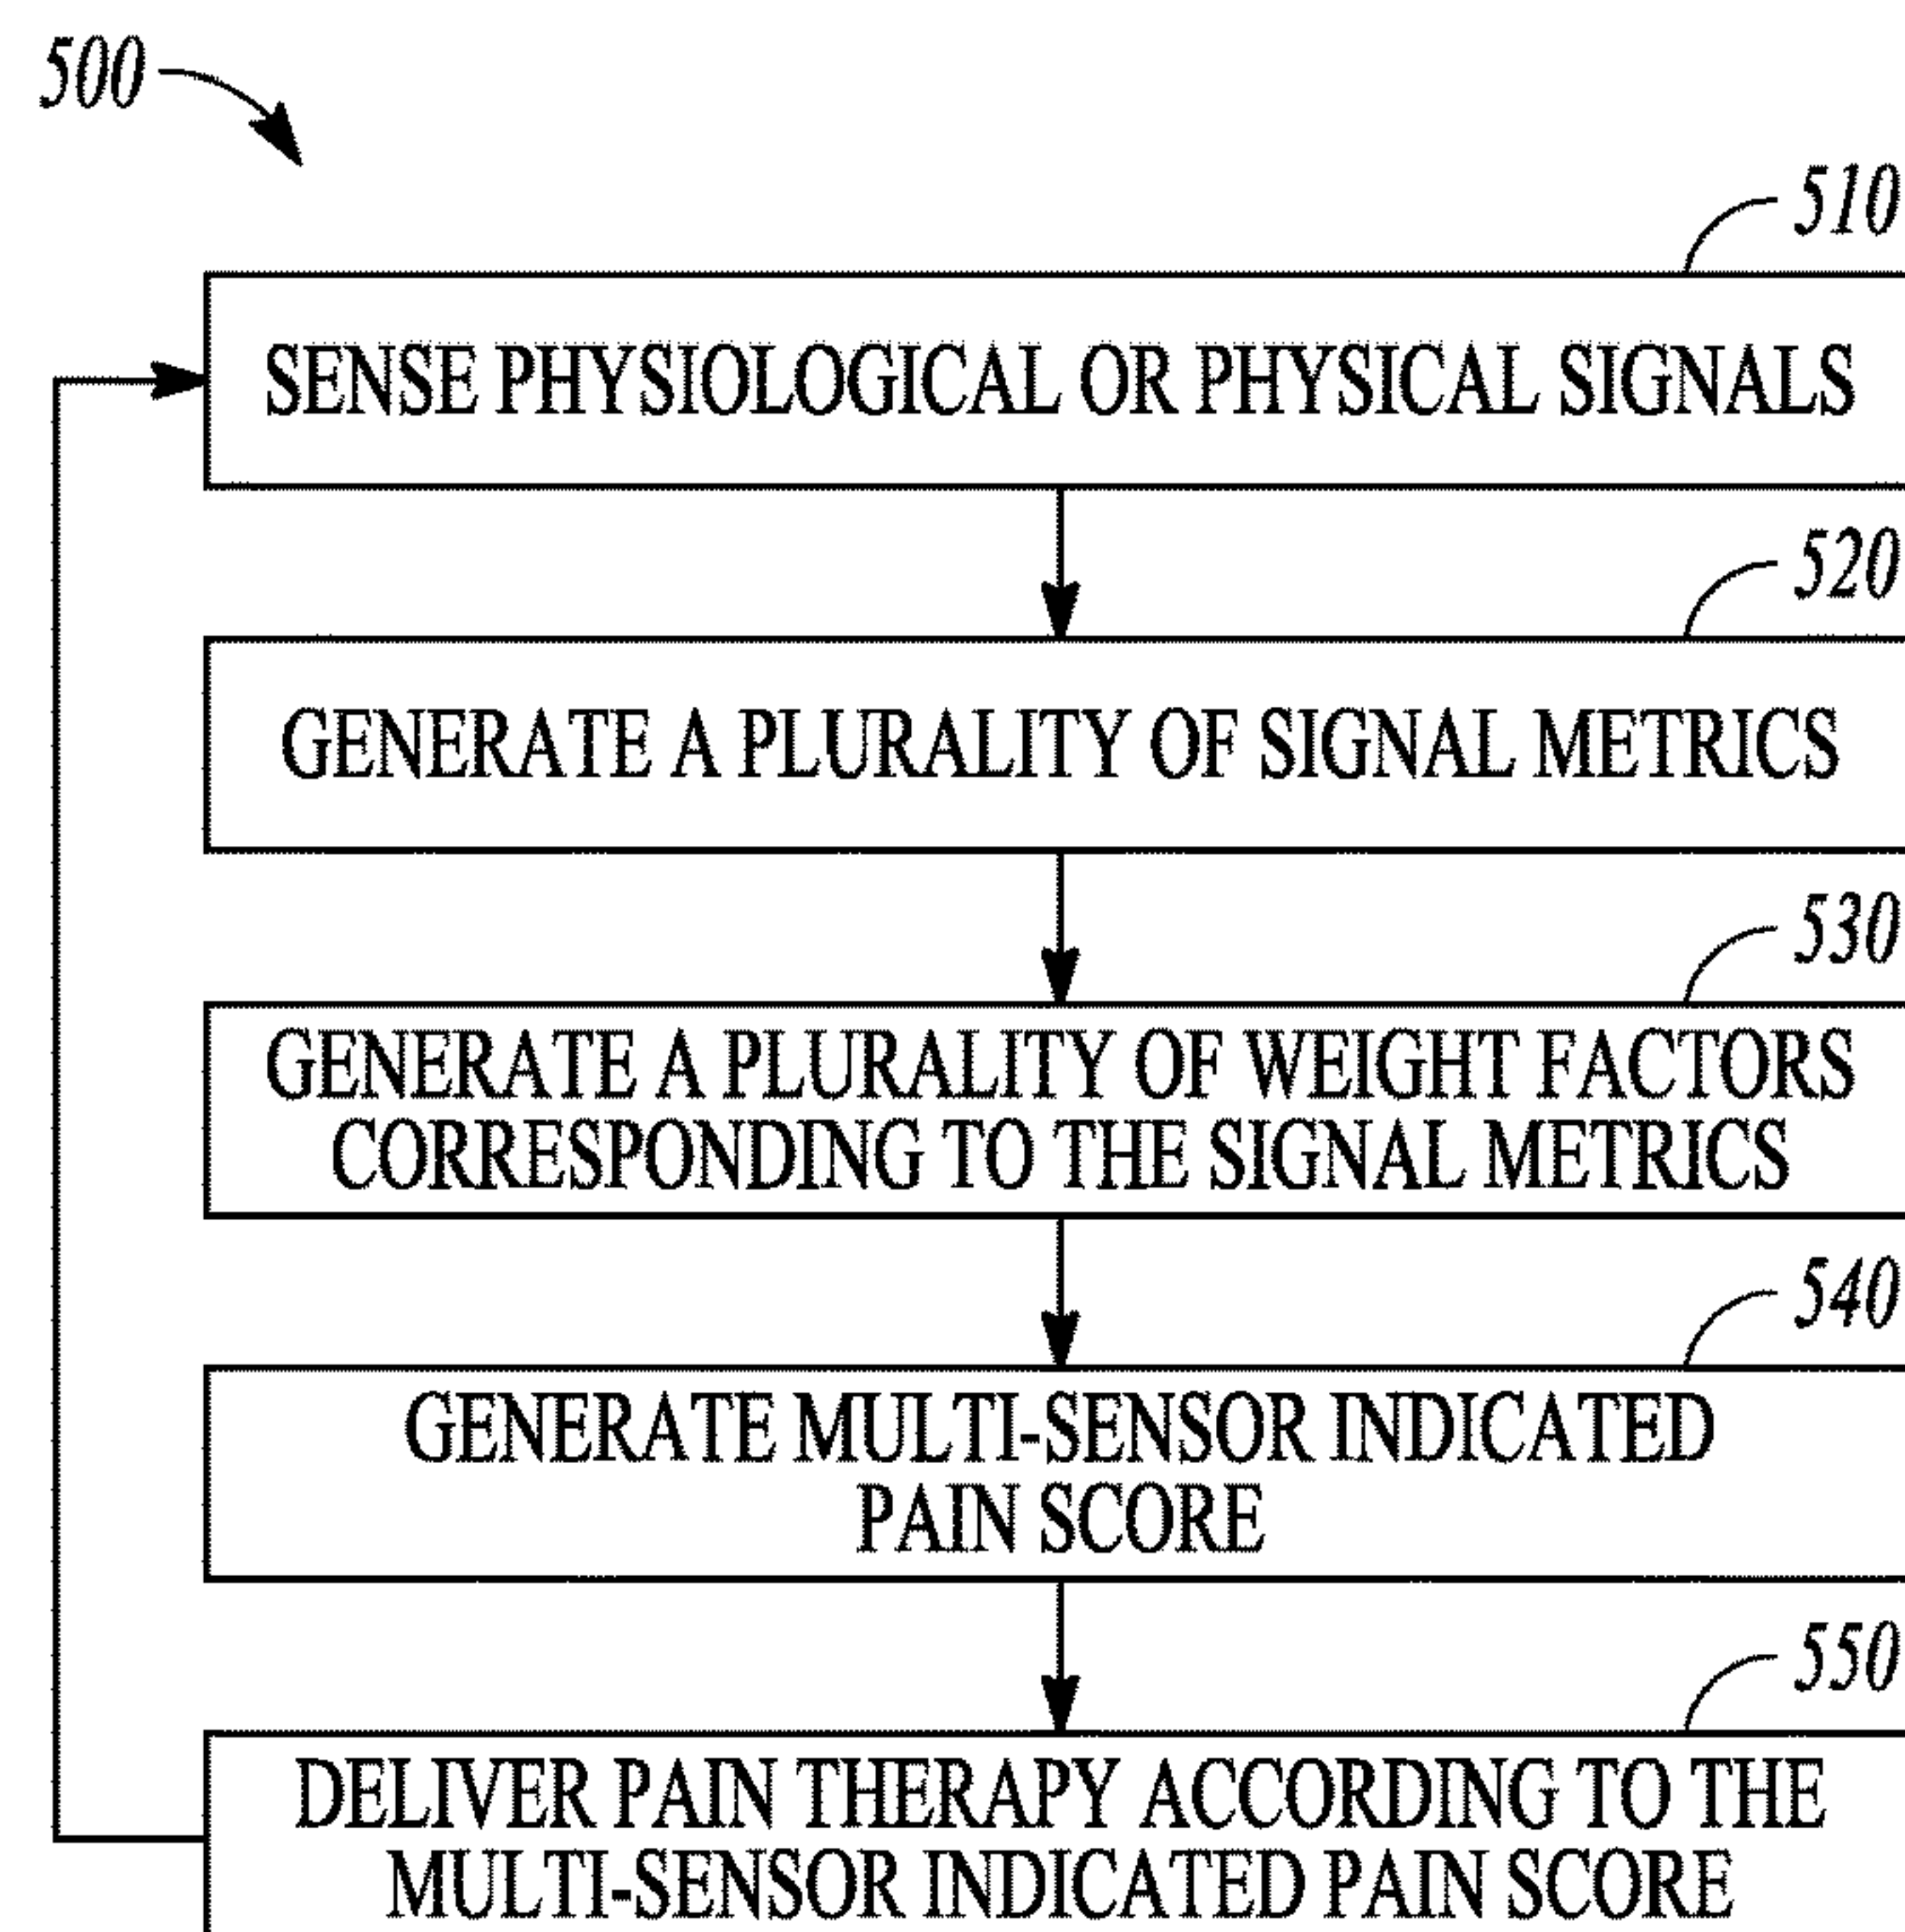 500
510
SENSE PHYSIOLOGICAL OR PHYSICAL SIGNALS
520
GENERATE A PLURALITY OF SIGNAL METRICS
530
GENERATE A PLURALITY OF WEIGHT FACTORS
CORRESPONDING TO THE SIGNAL METRICS
540
GENERATE MULTI-SENSOR INDICATED
PAIN SCORE
550
DELIVER PAIN THERAPY ACCORDING TO THE
MULTI-SENSOR INDICATED PAIN SCORE